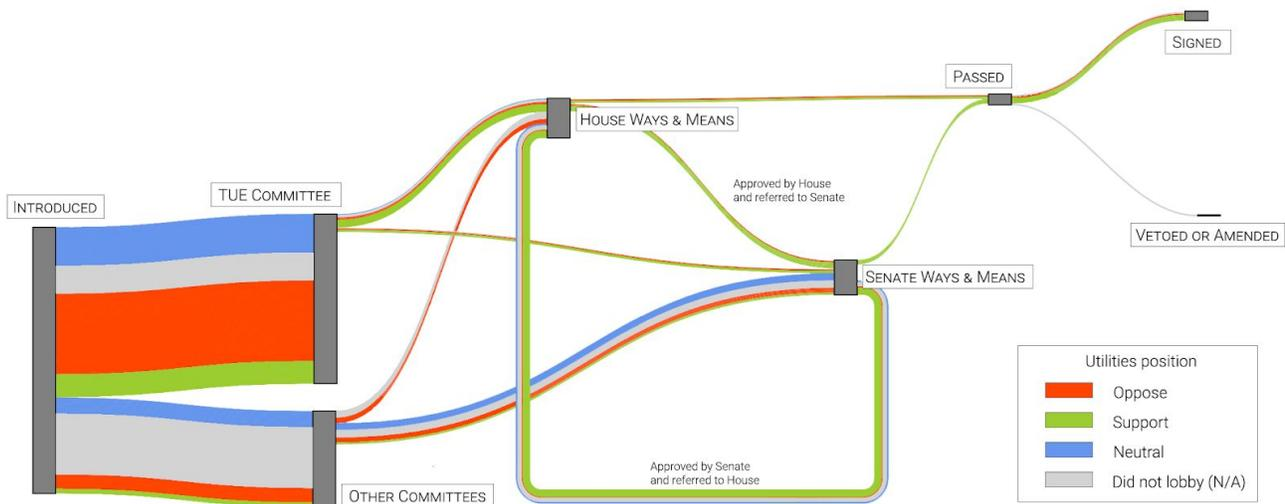 SIGNED
PASSED
HOUSE WAYS & MEANS
Approved by House
and referred to Senate
TUE COMMITTEE
INTRODUCED
VETOED OR AMENDED
SENATE WAYS & MEANS
Utilities position
Oppose
Support
Neutral
Did not lobby (N/A)
Approved by Senate
and referred to House
OTHER COMMITTEES